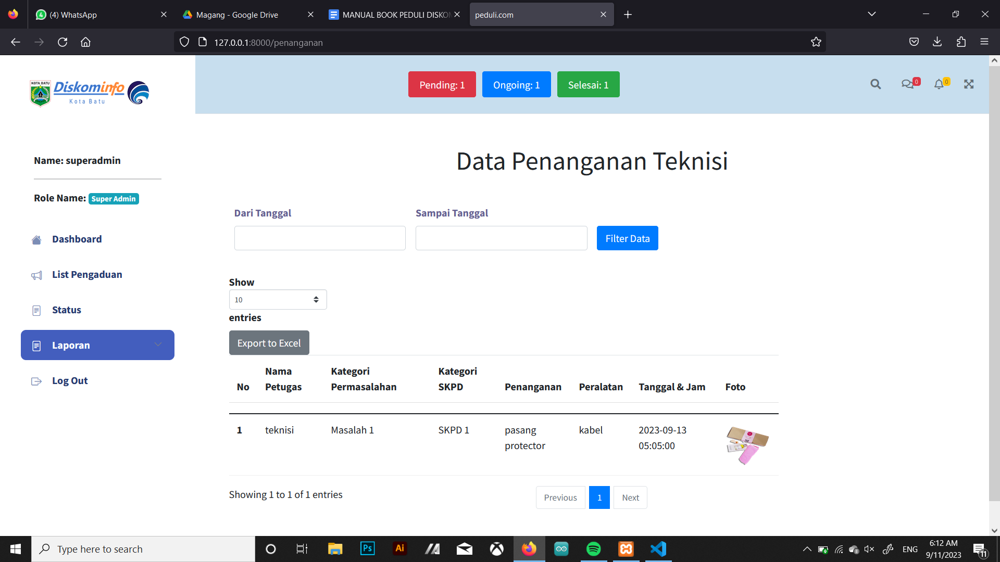 4
(4) WhatsApp
Magang - Google Drive
MANUAL BOOK PEDULI DISKOM
peduli.com
127.0.0.1:8000/penanganan
KOTA BATU
Diskominfo
Kota Batu
Pending: 1
Ongoing: 1
Selesai: 1
0
0
Name: superadmin
Role Name: Super Admin
Dashboard
List Pengaduan
Status
Laporan
Log Out
Data Penanganan Teknisi
Dari Tanggal
Sampai Tanggal
Filter Data
Show
10
entries
Export to Excel
No
Nama
Petugas
Kategori
Permasalahan
Kategori
SKPD
Penanganan
Peralatan
Tanggal & Jam
Foto
1
teknisi
Masalah 1
SKPD 1
pasang
protector
kabel
2023-09-13
05:05:00
Showing 1 to 1 of 1 entries
Previous
1
Next
Type here to search
Ps
Ai
ENG
6:12 AM
9/11/2023
11